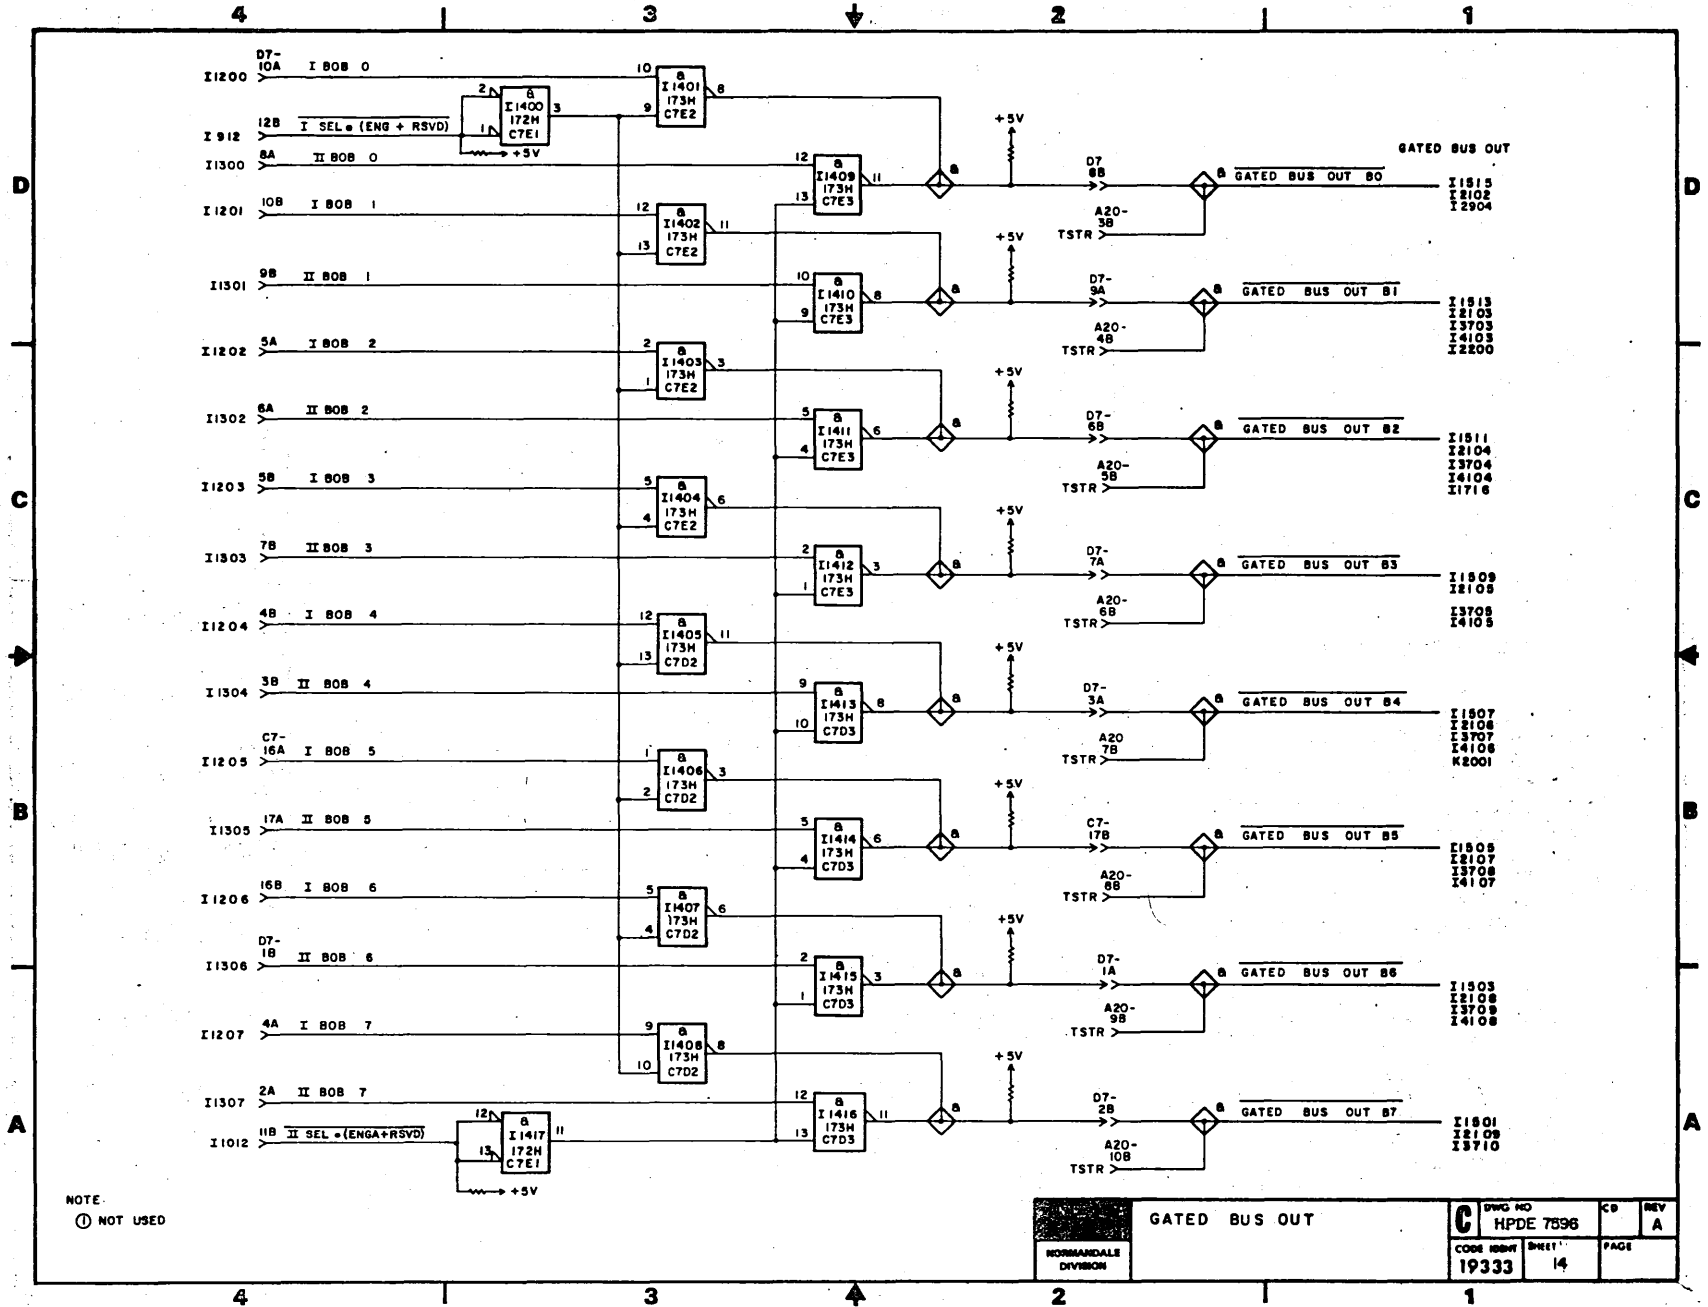 4 3 2 1
D7-
I1200 10A I BOB 0
I912 12B I SEL • (ENG + RSVD)
+5V
2 1 & I1400 172H C7E1 3
10 9 & I1401 173H C7E2 8
I1300 8A II BOB 0
12 13 & I1409 173H C7E3 11
a +5V
D7 8B
A20-3B
TSTR
a GATED BUS OUT B0
GATED BUS OUT
I1515
I2102
I2904
I1201 10B I BOB 1
12 13 & I1402 173H C7E2 11
I1301 9B II BOB 1
10 9 & I1410 173H C7E3 8
a +5V
D7-9A
A20-4B
TSTR
a GATED BUS OUT B1
I1513
I2103
I3703
I4103
I2200
I1202 5A I BOB 2
2 1 & I1403 173H C7E2 3
I1302 6A II BOB 2
5 4 & I1411 173H C7E3 6
a +5V
D7-6B
A20-5B
TSTR
a GATED BUS OUT B2
I1511
I2104
I3704
I4104
I1716
I1203 5B I BOB 3
5 4 & I1404 173H C7E2 6
I1303 7B II BOB 3
2 1 & I1412 173H C7E3 3
a +5V
D7-7A
A20-6B
TSTR
a GATED BUS OUT B3
I1509
I2105
I3705
I4105
I1204 4B I BOB 4
12 13 & I1405 173H C7D2 11
I1304 3B II BOB 4
9 10 & I1413 173H C7D3 8
a +5V
D7-3A
A20 7B
TSTR
a GATED BUS OUT B4
I1507
I2106
I3707
I4106
K2001
C7-
I1205 16A I BOB 5
1 2 & I1406 173H C7D2 3
I1305 17A II BOB 5
5 4 & I1414 173H C7D3 6
a +5V
C7-17B
A20-8B
TSTR
a GATED BUS OUT B5
I1505
I2107
I3708
I4107
I1206 16B I BOB 6
5 4 & I1407 173H C7D2 6
D7-
I1306 1B II BOB 6
2 1 & I1415 173H C7D3 3
a +5V
D7-1A
A20-9B
TSTR
a GATED BUS OUT B6
I1503
I2108
I3709
I4108
I1207 4A I BOB 7
9 10 & I1408 173H C7D2 8
I1307 2A II BOB 7
12 13 & I1416 173H C7D3 11
a +5V
D7-2B
A20-10B
TSTR
a GATED BUS OUT B7
I1501
I2109
I3710
I1012 11B II SEL • (ENGA+RSVD)
12 13 & I1417 172H C7E1 11
+5V
D C B A
D C B A
NOTE
① NOT USED
NORMANDALE
DIVISION
GATED BUS OUT
C DWG NO HPDE 7596 CD REV A
CODE IDENT 19333 SHEET 14 PAGE
4 3 2 1